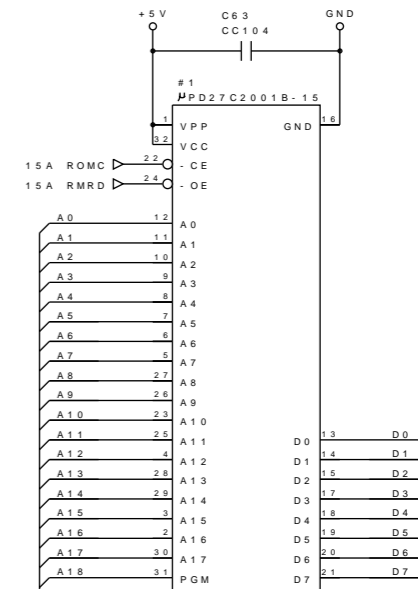 +5V C63 GND
CC104
#1
μPD27C2001B-15
1 VPP GND 16
32 VCC
15A ROMC 22 -CE
15A RMRD 24 -OE
A0 12 A0
A1 11 A1
A2 10 A2
A3 9 A3
A4 8 A4
A5 7 A5
A6 6 A6
A7 5 A7
A8 27 A8
A9 26 A9
A10 23 A10
A11 25 A11 D0 13 D0
A12 4 A12 D1 14 D1
A13 28 A13 D2 15 D2
A14 29 A14 D3 17 D3
A15 3 A15 D4 18 D4
A16 2 A16 D5 19 D5
A17 30 A17 D6 20 D6
A18 31 PGM D7 21 D7